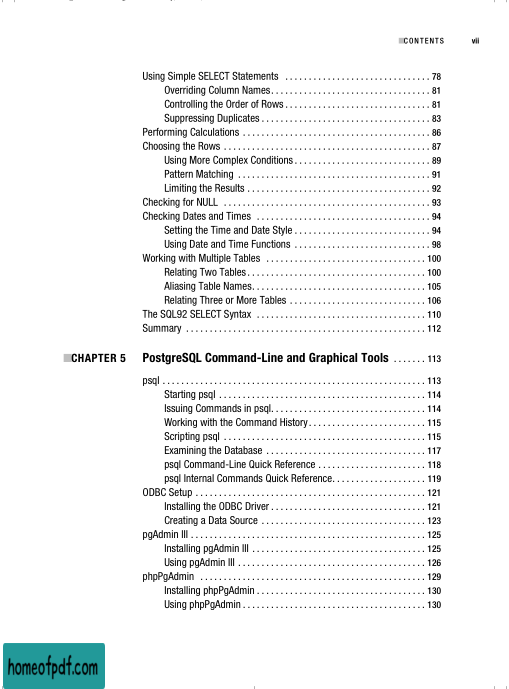 ■CONTENTS vii
Using Simple SELECT Statements . . . . . . . . . . . . . . . . . . . . . . . . . . . . . . . 78
Overriding Column Names. . . . . . . . . . . . . . . . . . . . . . . . . . . . . . . . . . 81
Controlling the Order of Rows . . . . . . . . . . . . . . . . . . . . . . . . . . . . . . . 81
Suppressing Duplicates . . . . . . . . . . . . . . . . . . . . . . . . . . . . . . . . . . . . 83
Performing Calculations . . . . . . . . . . . . . . . . . . . . . . . . . . . . . . . . . . . . . . . . 86
Choosing the Rows . . . . . . . . . . . . . . . . . . . . . . . . . . . . . . . . . . . . . . . . . . . . 87
Using More Complex Conditions . . . . . . . . . . . . . . . . . . . . . . . . . . . . . 89
Pattern Matching . . . . . . . . . . . . . . . . . . . . . . . . . . . . . . . . . . . . . . . . . 91
Limiting the Results . . . . . . . . . . . . . . . . . . . . . . . . . . . . . . . . . . . . . . . 92
Checking for NULL . . . . . . . . . . . . . . . . . . . . . . . . . . . . . . . . . . . . . . . . . . . . 93
Checking Dates and Times . . . . . . . . . . . . . . . . . . . . . . . . . . . . . . . . . . . . . 94
Setting the Time and Date Style . . . . . . . . . . . . . . . . . . . . . . . . . . . . . 94
Using Date and Time Functions . . . . . . . . . . . . . . . . . . . . . . . . . . . . . 98
Working with Multiple Tables . . . . . . . . . . . . . . . . . . . . . . . . . . . . . . . . . . 100
Relating Two Tables . . . . . . . . . . . . . . . . . . . . . . . . . . . . . . . . . . . . . . 100
Aliasing Table Names. . . . . . . . . . . . . . . . . . . . . . . . . . . . . . . . . . . . . 105
Relating Three or More Tables . . . . . . . . . . . . . . . . . . . . . . . . . . . . . 106
The SQL92 SELECT Syntax . . . . . . . . . . . . . . . . . . . . . . . . . . . . . . . . . . . . 110
Summary . . . . . . . . . . . . . . . . . . . . . . . . . . . . . . . . . . . . . . . . . . . . . . . . . . . 112
■CHAPTER 5 PostgreSQL Command-Line and Graphical Tools . . . . . . . 113
psql . . . . . . . . . . . . . . . . . . . . . . . . . . . . . . . . . . . . . . . . . . . . . . . . . . . . . . . . 113
Starting psql . . . . . . . . . . . . . . . . . . . . . . . . . . . . . . . . . . . . . . . . . . . . 114
Issuing Commands in psql. . . . . . . . . . . . . . . . . . . . . . . . . . . . . . . . . 114
Working with the Command History . . . . . . . . . . . . . . . . . . . . . . . . . 115
Scripting psql . . . . . . . . . . . . . . . . . . . . . . . . . . . . . . . . . . . . . . . . . . . 115
Examining the Database . . . . . . . . . . . . . . . . . . . . . . . . . . . . . . . . . . 117
psql Command-Line Quick Reference . . . . . . . . . . . . . . . . . . . . . . . 118
psql Internal Commands Quick Reference. . . . . . . . . . . . . . . . . . . . 119
ODBC Setup . . . . . . . . . . . . . . . . . . . . . . . . . . . . . . . . . . . . . . . . . . . . . . . . . 121
Installing the ODBC Driver . . . . . . . . . . . . . . . . . . . . . . . . . . . . . . . . . 121
Creating a Data Source . . . . . . . . . . . . . . . . . . . . . . . . . . . . . . . . . . . 123
pgAdmin III . . . . . . . . . . . . . . . . . . . . . . . . . . . . . . . . . . . . . . . . . . . . . . . . . . 125
Installing pgAdmin III . . . . . . . . . . . . . . . . . . . . . . . . . . . . . . . . . . . . . 125
Using pgAdmin III . . . . . . . . . . . . . . . . . . . . . . . . . . . . . . . . . . . . . . . . 126
phpPgAdmin . . . . . . . . . . . . . . . . . . . . . . . . . . . . . . . . . . . . . . . . . . . . . . . . 129
Installing phpPgAdmin . . . . . . . . . . . . . . . . . . . . . . . . . . . . . . . . . . . . 130
Using phpPgAdmin . . . . . . . . . . . . . . . . . . . . . . . . . . . . . . . . . . . . . . . 130
homeofpdf.com